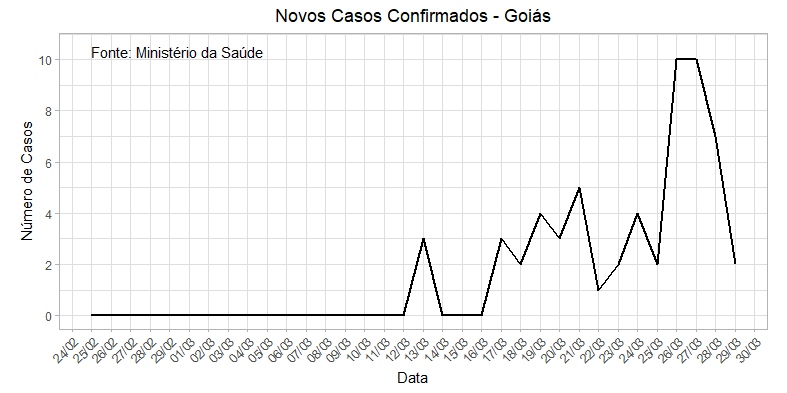 Novos Casos Confirmados - Goiás
Fonte: Ministério da Saúde
10
8
6
4
2
0
Número de Casos
24/02 25/02 26/02 27/02 28/02 29/02 01/03 02/03 03/03 04/03 05/03 06/03 07/03 08/03 09/03 10/03 11/03 12/03 13/03 14/03 15/03 16/03 17/03 18/03 19/03 20/03 21/03 22/03 23/03 24/03 25/03 26/03 27/03 28/03 29/03 30/03
Data